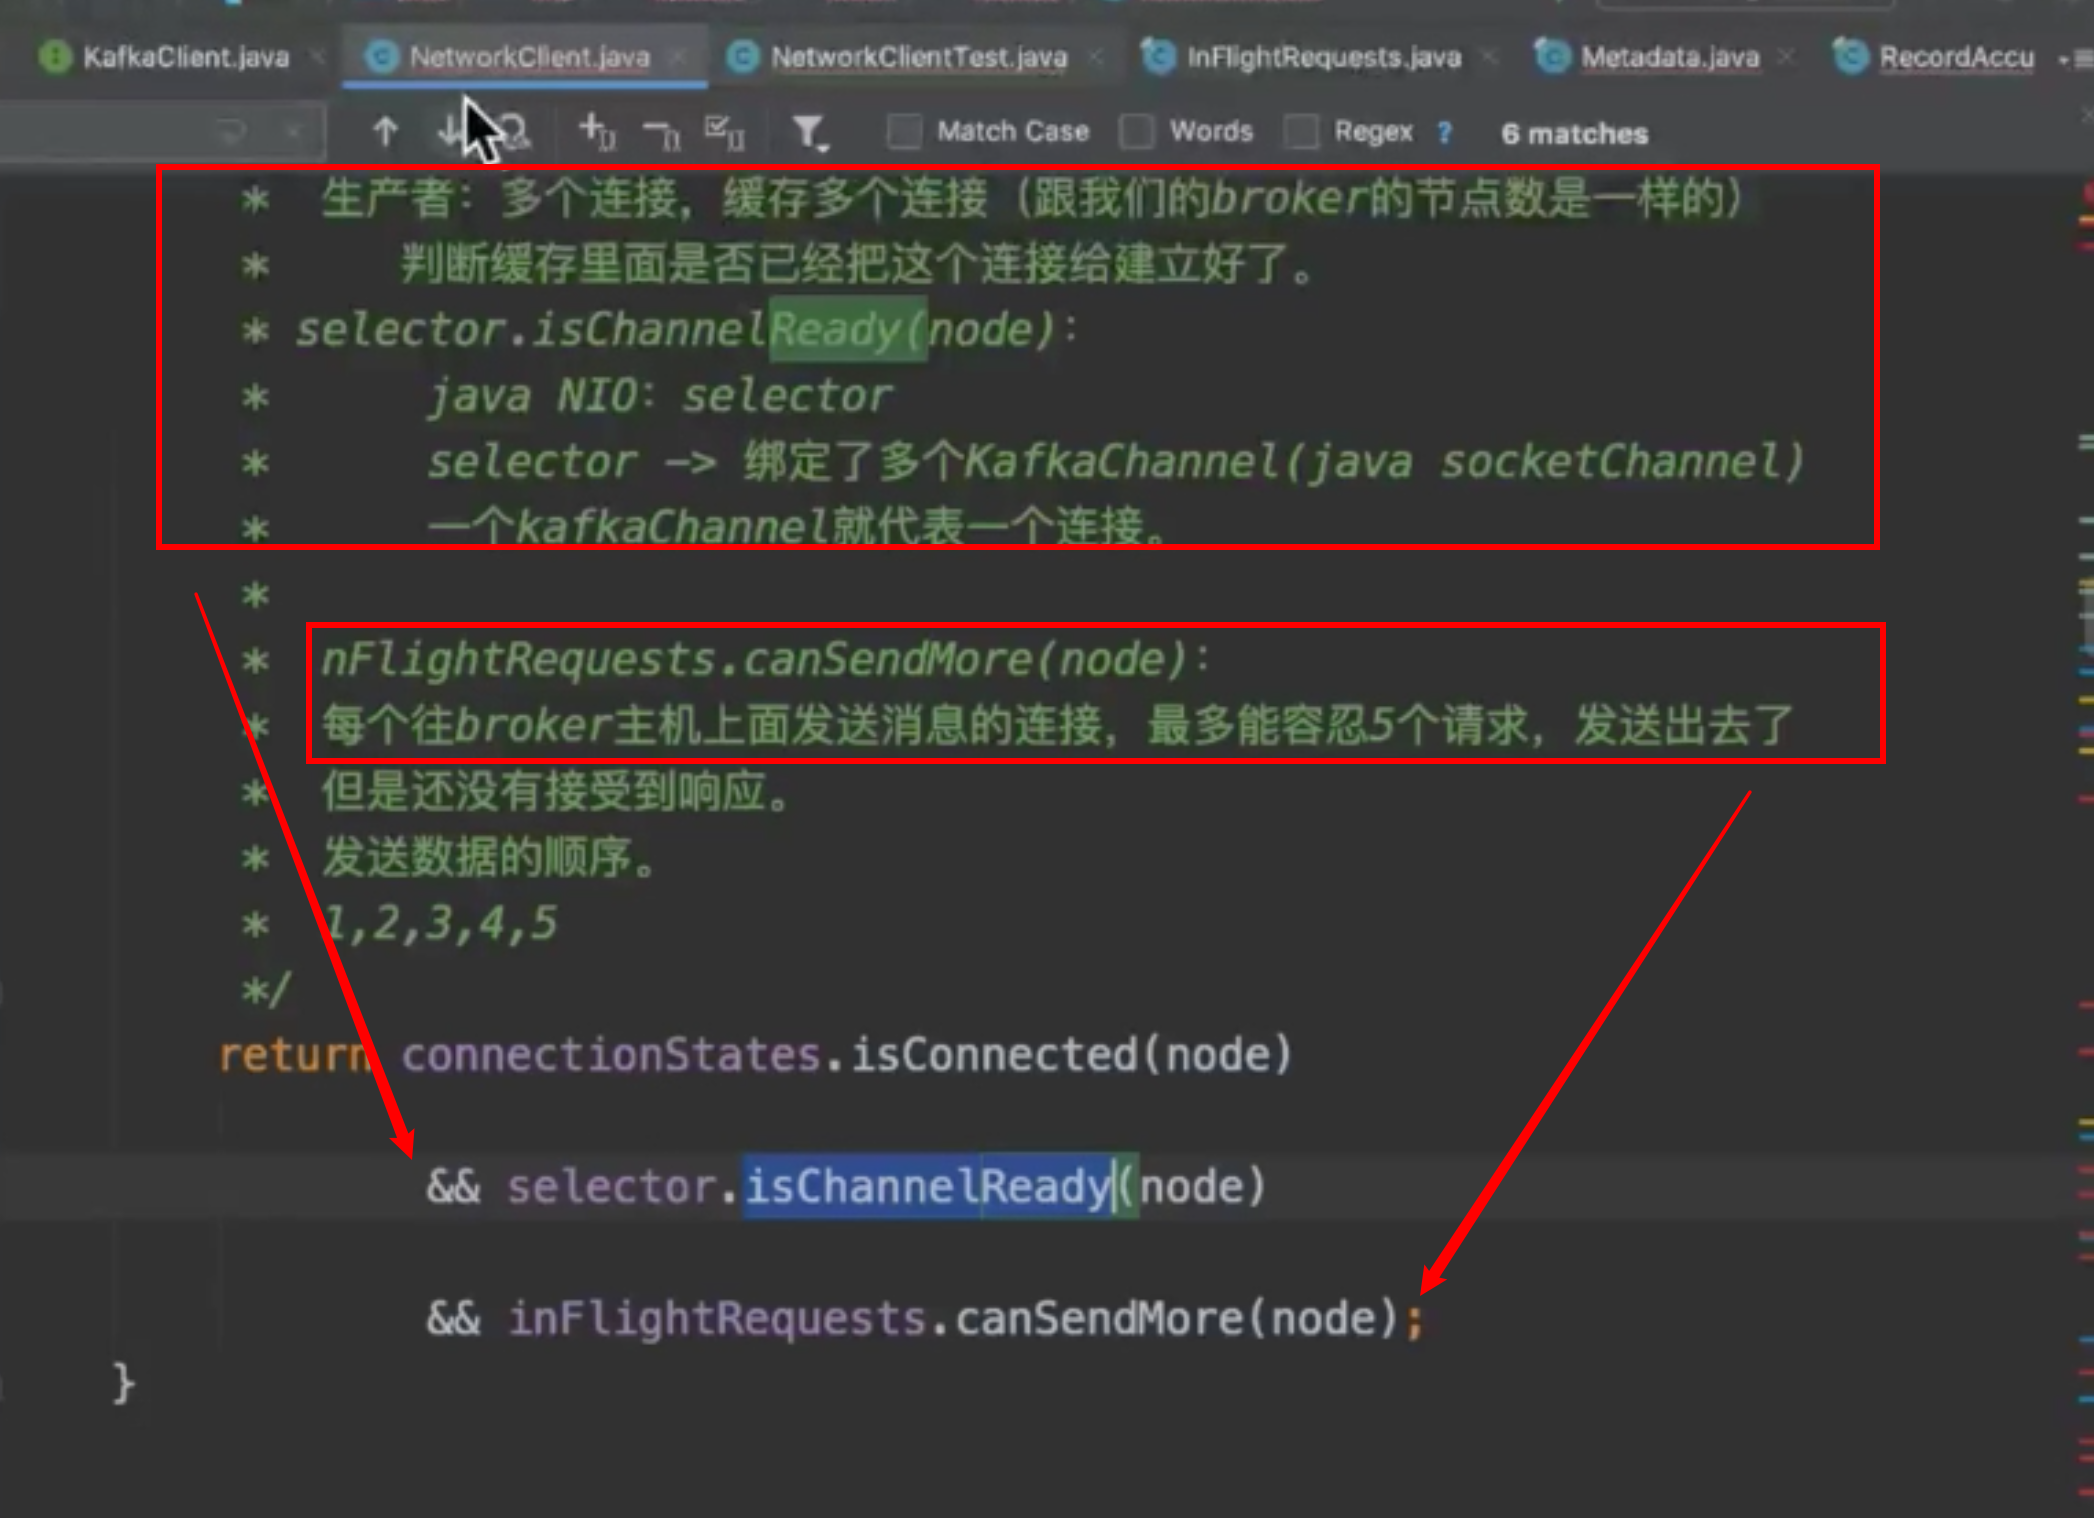 KafkaClient.java NetworkClient.java NetworkClientTest.java InFlightRequests.java Metadata.java RecordAccu
Match Case Words Regex ? 6 matches
* 生产者：多个连接，缓存多个连接（跟我们的broker的节点数是一样的）
* 判断缓存里面是否已经把这个连接给建立好了。
* selector.isChannelReady(node)：
* java NIO：selector
* selector —> 绑定了多个KafkaChannel(java socketChannel)
* 一个kafkaChannel就代表一个连接。
*
* nFlightRequests.canSendMore(node)：
* 每个往broker主机上面发送消息的连接，最多能容忍5个请求，发送出去了
* 但是还没有接受到响应。
* 发送数据的顺序。
* 1,2,3,4,5
*/
return connectionStates.isConnected(node)
&& selector.isChannelReady(node)
&& inFlightRequests.canSendMore(node);
}